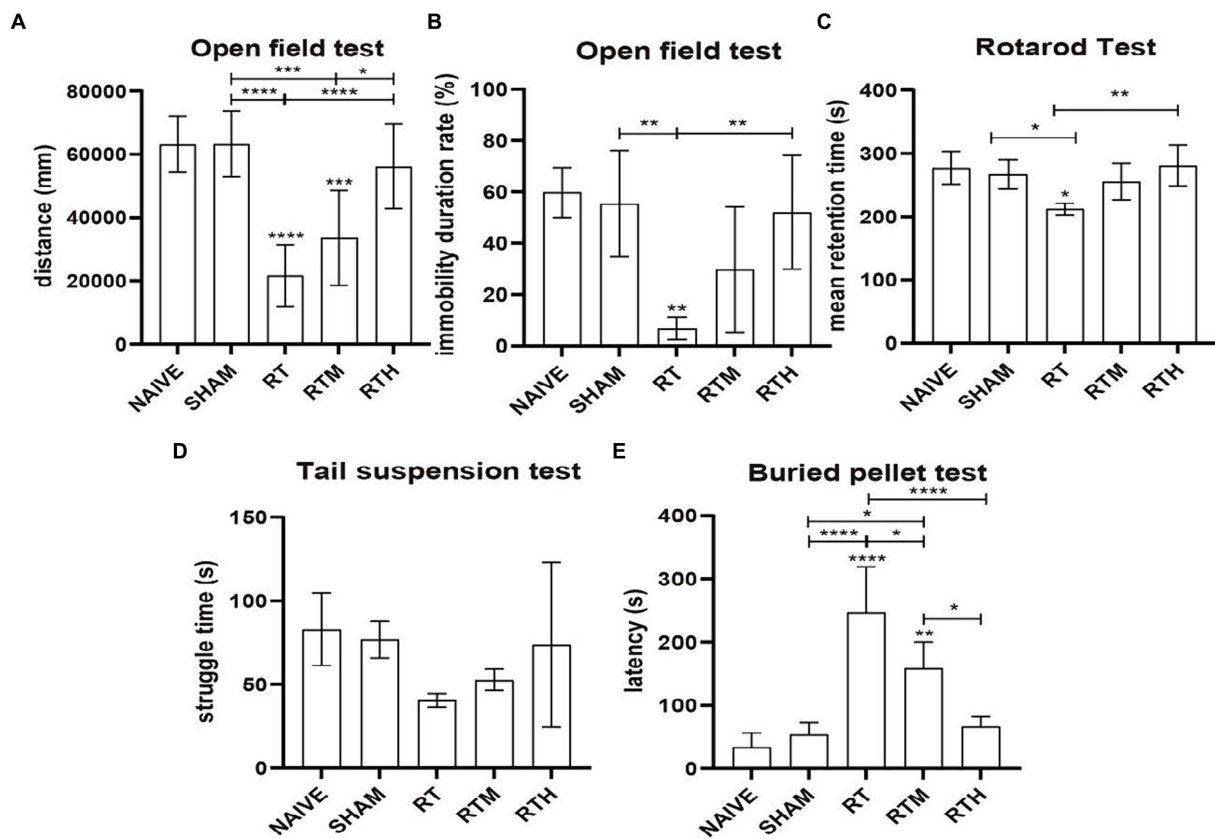 A
Open field test
*** *
**** ****
distance (mm)
80000
60000
40000
20000
0
****
***
NAIVE SHAM RT RTM RTH
B
Open field test
immobility duration rate (%)
100
80
60
40
20
0
** **
**
NAIVE SHAM RT RTM RTH
C
Rotarod Test
mean retention time (s)
400
300
200
100
0
**
*
*
NAIVE SHAM RT RTM RTH
D
Tail suspension test
struggle time (s)
150
100
50
0
NAIVE SHAM RT RTM RTH
E
Buried pellet test
latency (s)
400
300
200
100
0
****
*
**** *
****
*
**
NAIVE SHAM RT RTM RTH